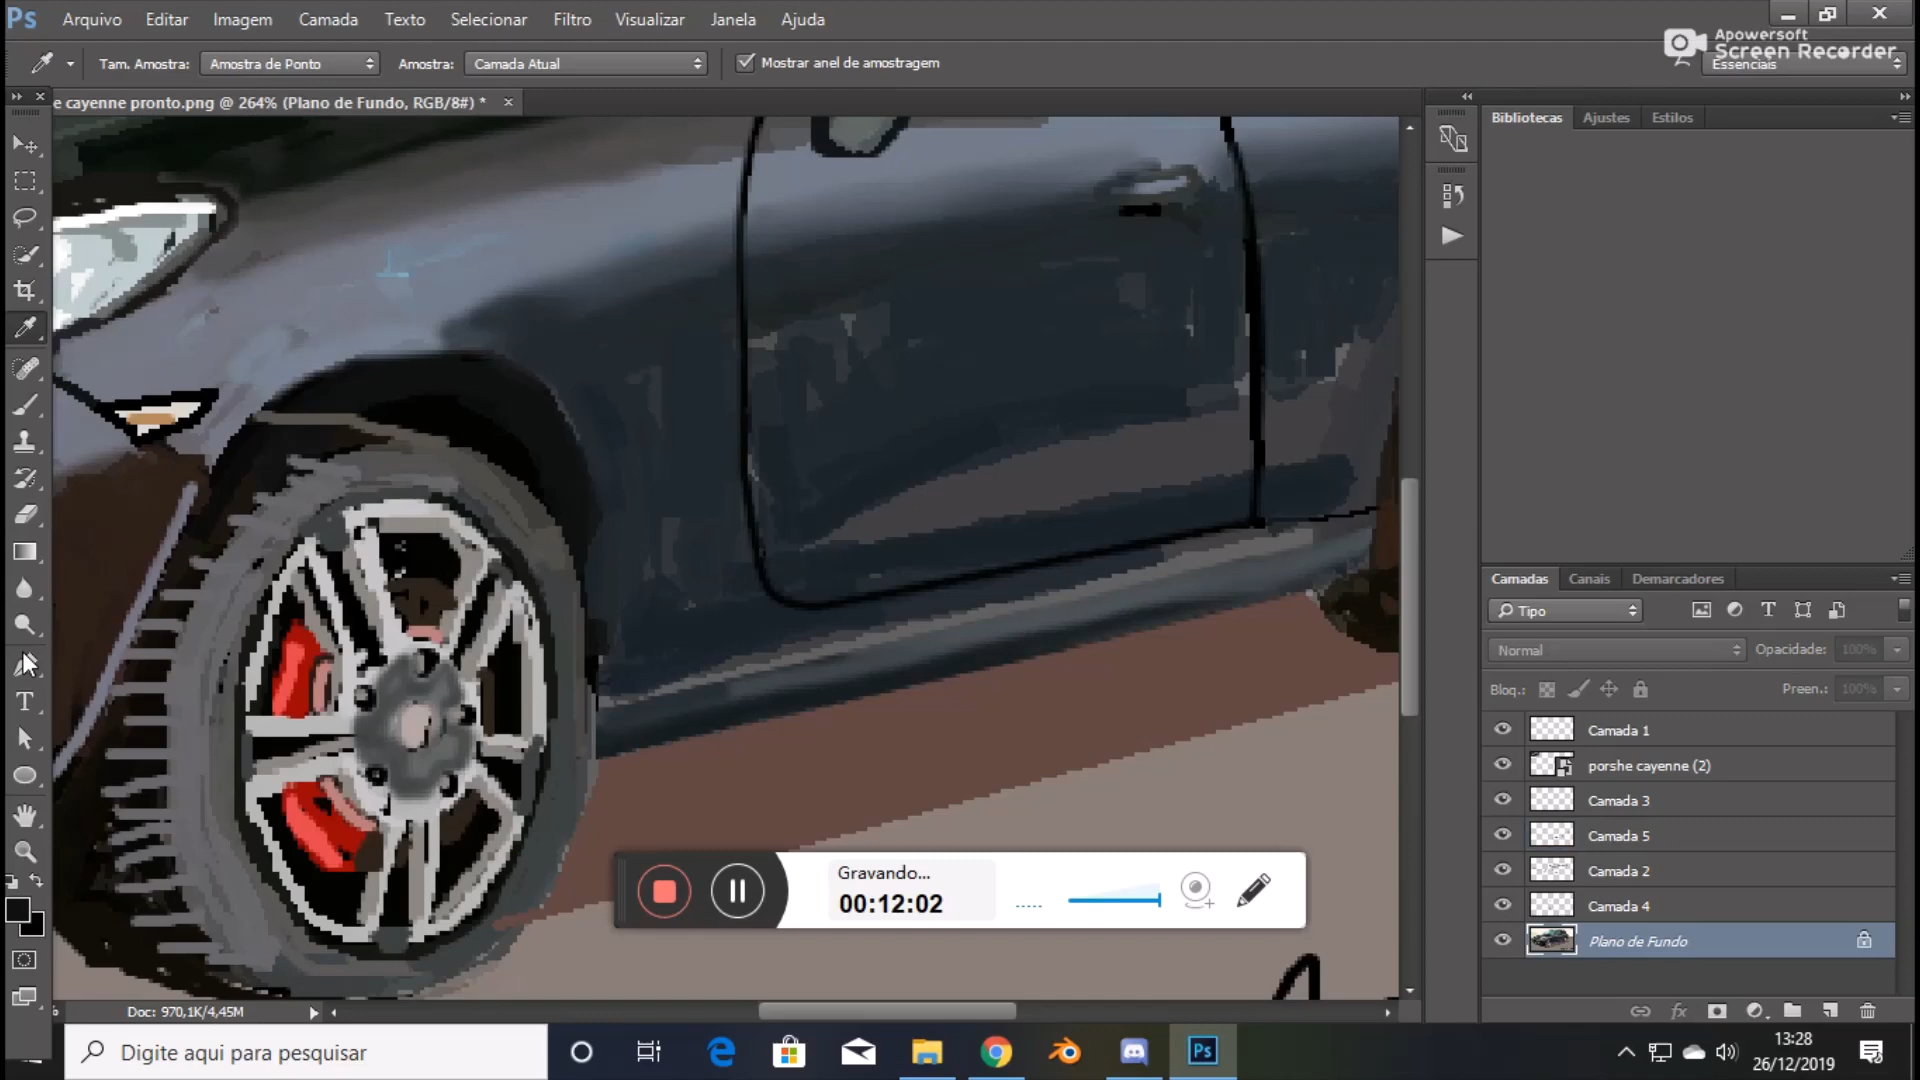 Ps Arquivo Editar Imagem Camada Texto Selecionar Filtro Visualizar Janela Ajuda
Apowersoft
Screen Recorder
Tam. Amostra: Amostra de Ponto Amostra: Camada Atual Mostrar anel de amostragem
Essenciais
e cayenne pronto.png @ 264% (Plano de Fundo, RGB/8#) *
Bibliotecas Ajustes Estilos
Camadas Canais Demarcadores
Tipo
Normal Opacidade: 100%
Bloq.: Preen.: 100%
Camada 1
porshe cayenne (2)
Camada 3
Camada 5
Camada 2
Camada 4
Plano de Fundo
Gravando...
00:12:02
Doc: 970,1K/4,45M
Digite aqui para pesquisar
Ps
13:28
26/12/2019